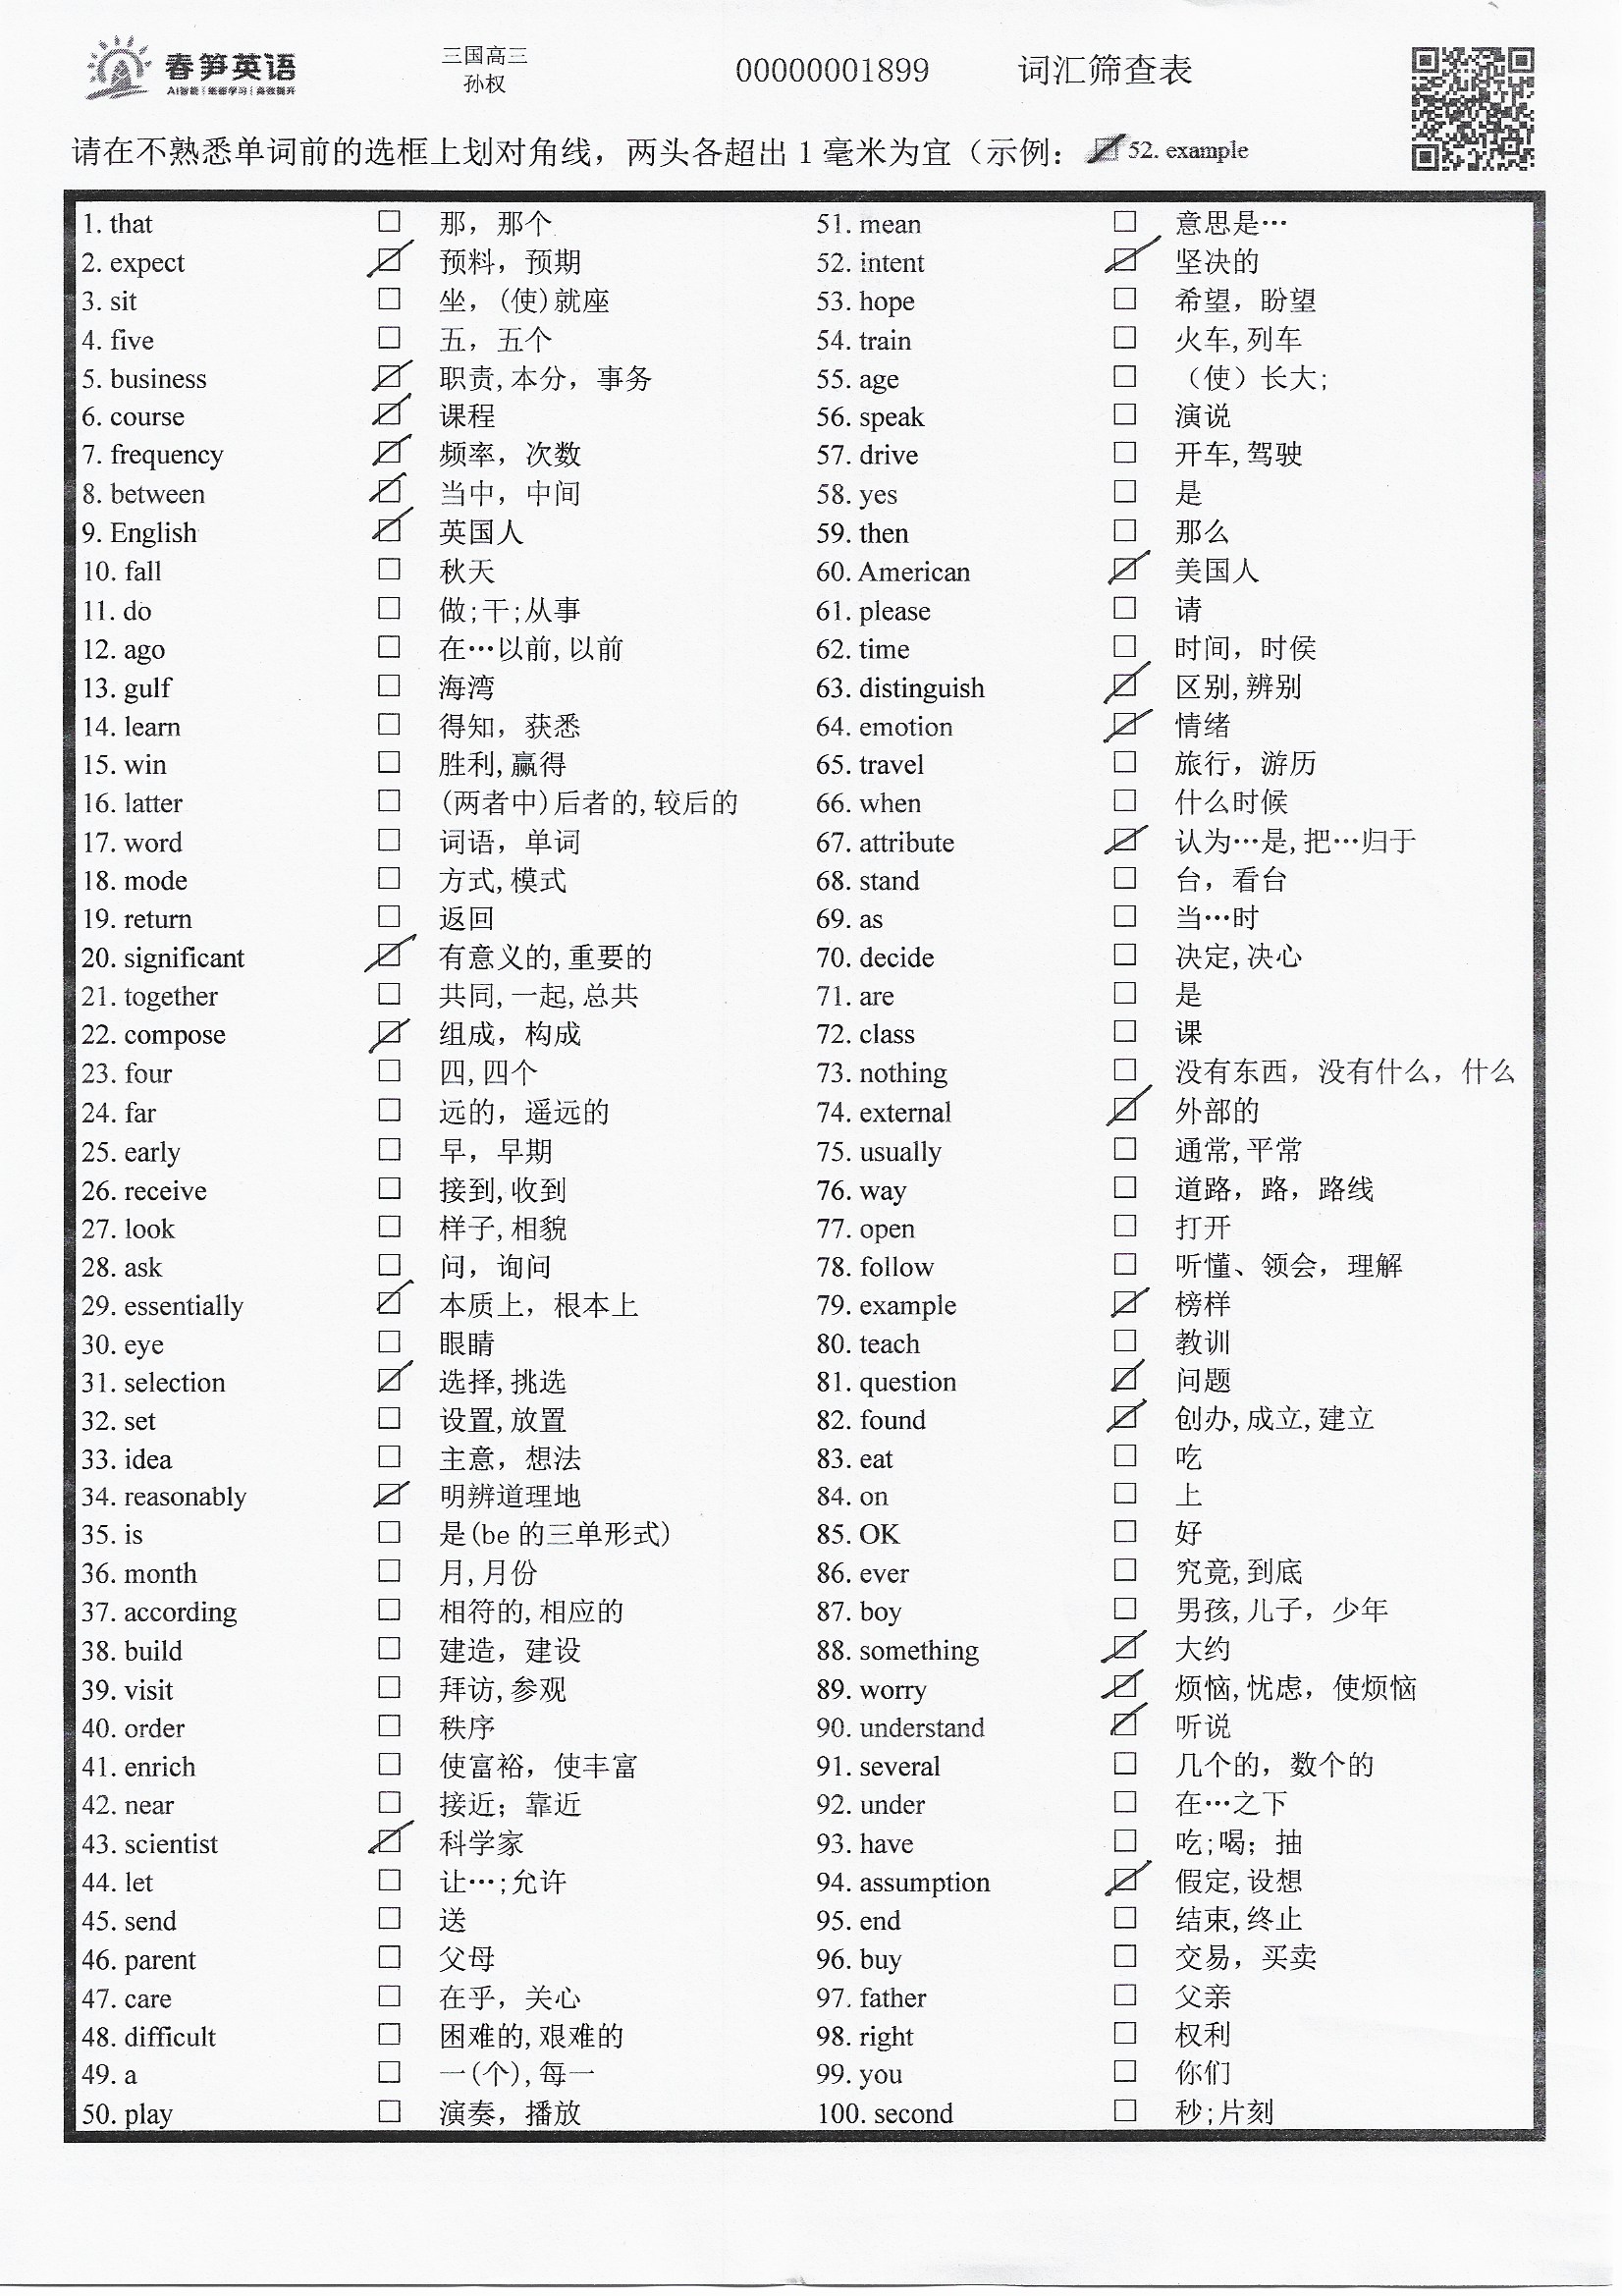 春笋英语
AI智能|纸笔学习|高效提升
三国高三
孙权
00000001899
词汇筛查表
请在不熟悉单词前的选框上划对角线，两头各超出 1 毫米为宜（示例： 52. example
1. that 那，那个
2. expect 预料，预期
3. sit 坐，(使)就座
4. five 五，五个
5. business 职责,本分，事务
6. course 课程
7. frequency 频率，次数
8. between 当中，中间
9. English 英国人
10. fall 秋天
11. do 做;干;从事
12. ago 在…以前,以前
13. gulf 海湾
14. learn 得知，获悉
15. win 胜利,赢得
16. latter (两者中)后者的,较后的
17. word 词语，单词
18. mode 方式,模式
19. return 返回
20. significant 有意义的,重要的
21. together 共同,一起,总共
22. compose 组成，构成
23. four 四,四个
24. far 远的，遥远的
25. early 早，早期
26. receive 接到,收到
27. look 样子,相貌
28. ask 问，询问
29. essentially 本质上，根本上
30. eye 眼睛
31. selection 选择,挑选
32. set 设置,放置
33. idea 主意，想法
34. reasonably 明辨道理地
35. is 是(be 的三单形式)
36. month 月,月份
37. according 相符的,相应的
38. build 建造，建设
39. visit 拜访,参观
40. order 秩序
41. enrich 使富裕，使丰富
42. near 接近；靠近
43. scientist 科学家
44. let 让…;允许
45. send 送
46. parent 父母
47. care 在乎，关心
48. difficult 困难的,艰难的
49. a 一(个),每一
50. play 演奏，播放
51. mean 意思是…
52. intent 坚决的
53. hope 希望，盼望
54. train 火车,列车
55. age （使）长大;
56. speak 演说
57. drive 开车,驾驶
58. yes 是
59. then 那么
60. American 美国人
61. please 请
62. time 时间，时侯
63. distinguish 区别,辨别
64. emotion 情绪
65. travel 旅行，游历
66. when 什么时候
67. attribute 认为…是,把…归于
68. stand 台，看台
69. as 当…时
70. decide 决定,决心
71. are 是
72. class 课
73. nothing 没有东西，没有什么，什么
74. external 外部的
75. usually 通常,平常
76. way 道路，路，路线
77. open 打开
78. follow 听懂、领会，理解
79. example 榜样
80. teach 教训
81. question 问题
82. found 创办,成立,建立
83. eat 吃
84. on 上
85. OK 好
86. ever 究竟,到底
87. boy 男孩,儿子，少年
88. something 大约
89. worry 烦恼,忧虑，使烦恼
90. understand 听说
91. several 几个的，数个的
92. under 在…之下
93. have 吃;喝；抽
94. assumption 假定,设想
95. end 结束,终止
96. buy 交易，买卖
97. father 父亲
98. right 权利
99. you 你们
100. second 秒;片刻